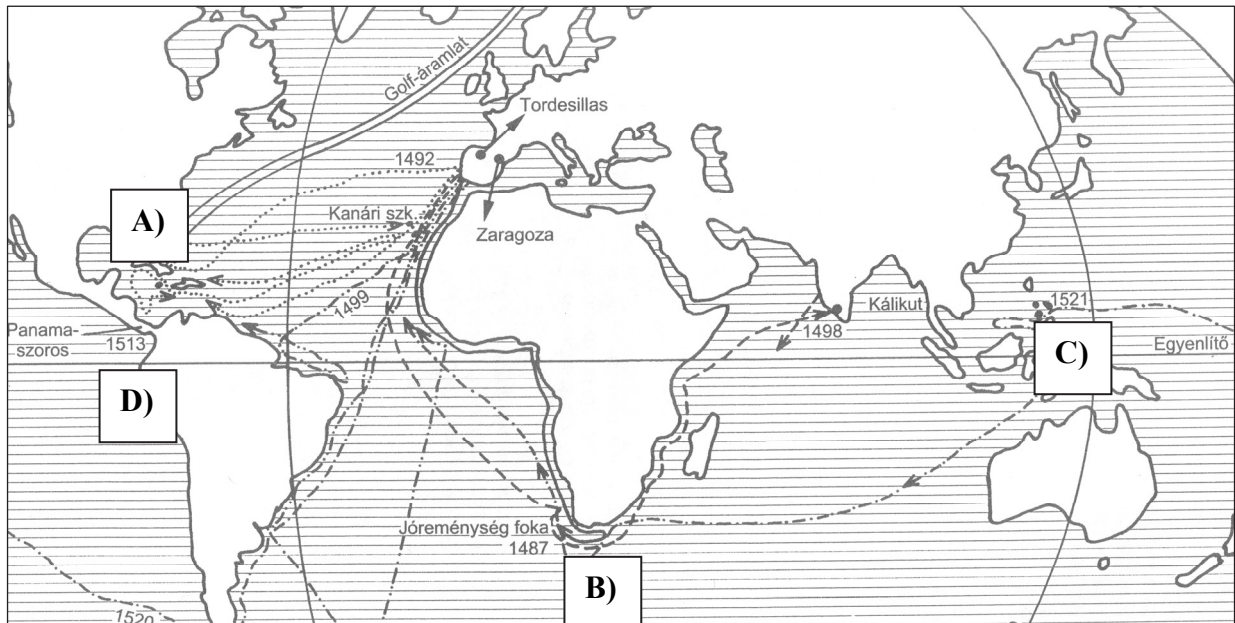 Golf-áramlat
Tordesillas
1492
A)
Kanári szk.
Zaragoza
1499
Panama-
szoros
1513
Kálikut
1498
1521
Egyenlítő
C)
D)
Jóreménység foka
1487
B)
1520